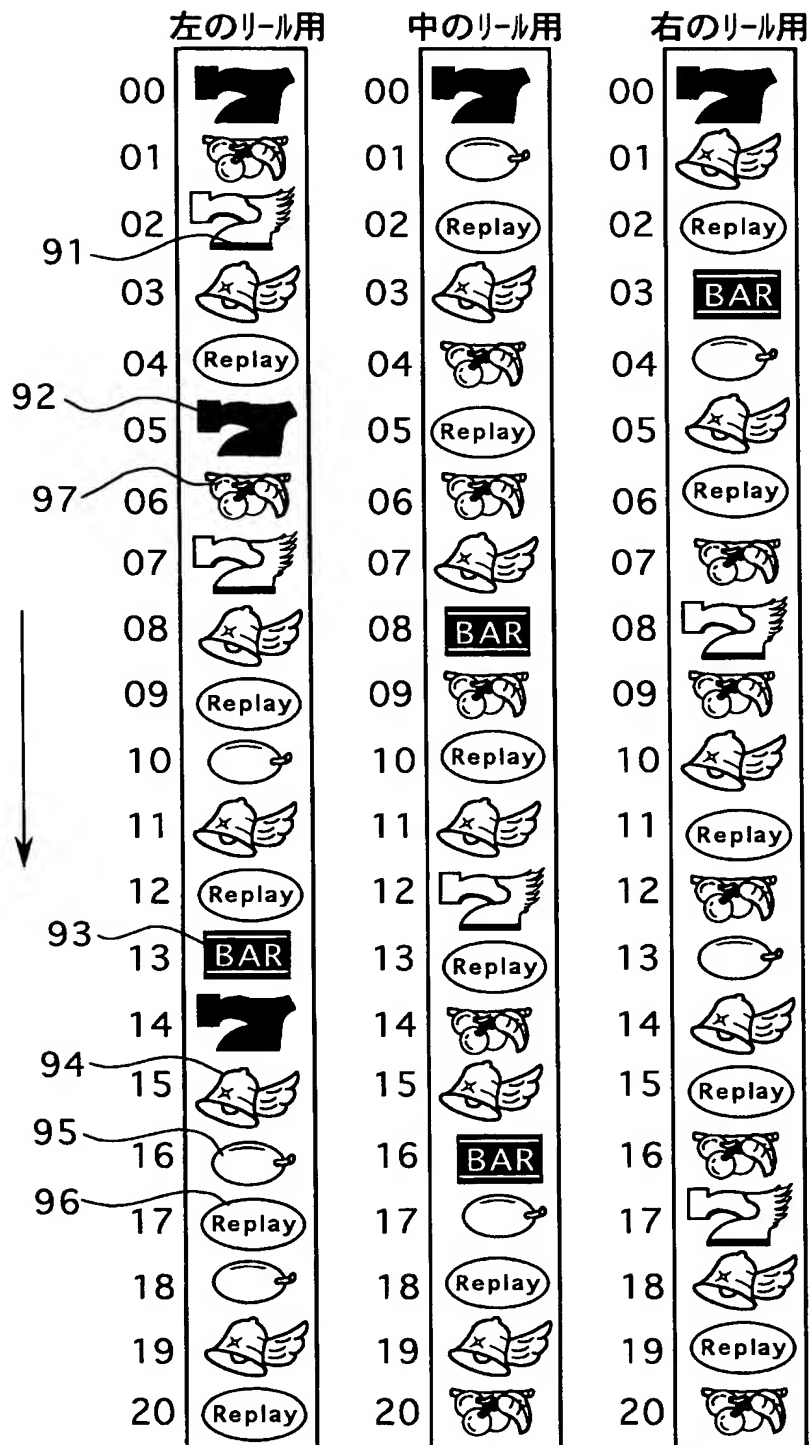 左のリール用 中のリール用 右のリール用
00 00 00
01 01 01
02 02 Replay 02 Replay
91
03 03 03 BAR
04 Replay 04 04
92
05 05 Replay 05
97
06 06 06 Replay
07 07 07
08 08 BAR 08
09 Replay 09 09
10 10 Replay 10
11 11 11 Replay
12 Replay 12 12
93
13 BAR 13 Replay 13
14 14 14
94
15 15 15 Replay
95
16 16 BAR 16
96
17 Replay 17 17
18 18 Replay 18
19 19 19 Replay
20 Replay 20 20